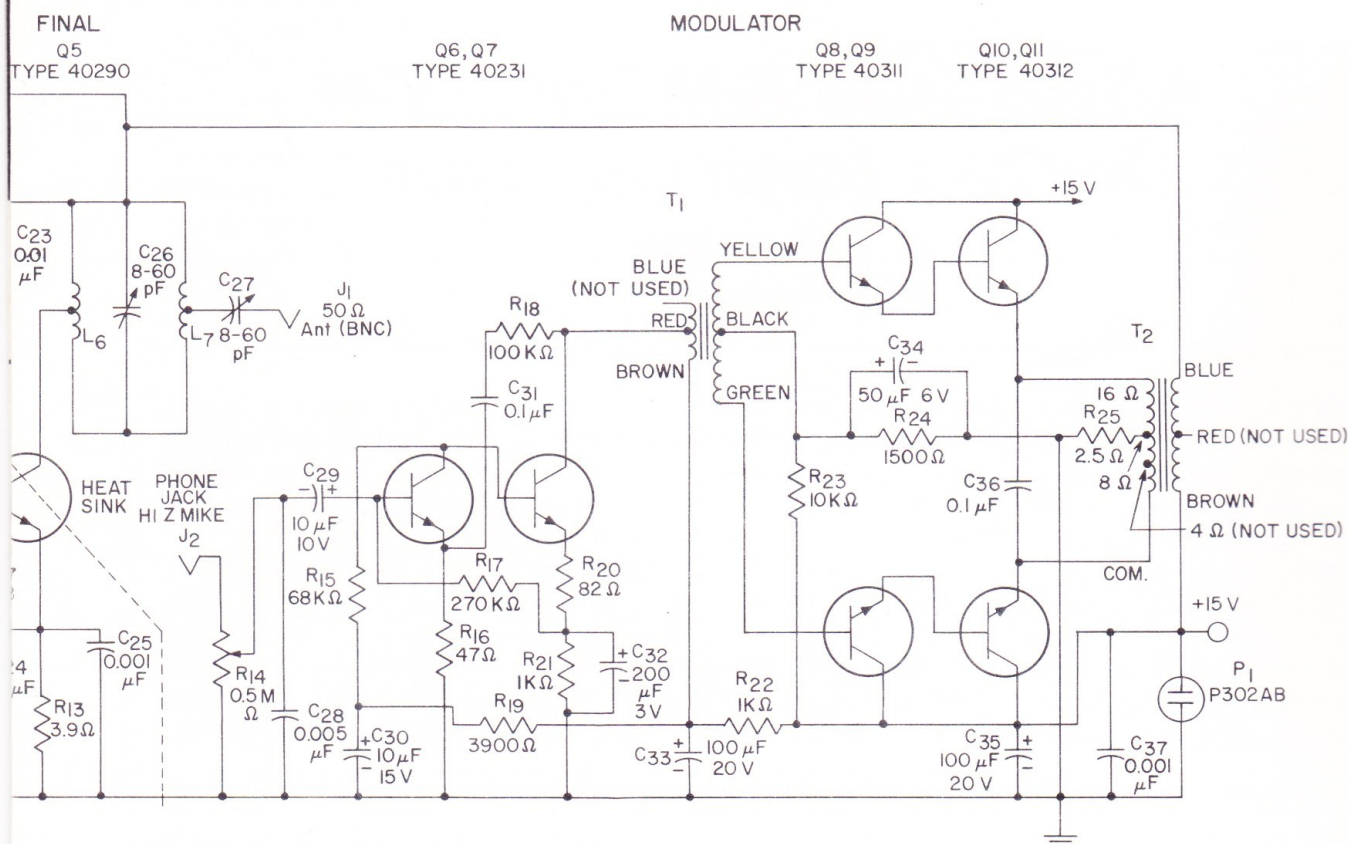 FINAL
Q5
TYPE 40290
MODULATOR
Q6, Q7
TYPE 40231
Q8, Q9
TYPE 40311
Q10, Q11
TYPE 40312
+15 V
T1
C23
0.01
μF
C26
8-60
pF
C27
8-60
pF
L6
L7
J1
50 Ω
Ant (BNC)
R18
100 KΩ
C31
0.1 μF
BLUE
(NOT USED)
RED
BROWN
YELLOW
BLACK
GREEN
C34
+ -
50 μF 6 V
R24
1500 Ω
T2
16 Ω
R25
2.5 Ω
8 Ω
BLUE
RED (NOT USED)
BROWN
4 Ω (NOT USED)
COM.
HEAT
SINK
PHONE
JACK
HI Z MIKE
J2
C29
- +
10 μF
10 V
R15
68 KΩ
R17
270 KΩ
R20
82 Ω
R23
10 KΩ
C36
0.1 μF
+15 V
P1
P302AB
C25
0.001
μF
24
μF
R13
3.9 Ω
R14
0.5 M
Ω
C28
0.005
μF
R16
47 Ω
R21
1 KΩ
+
-
C32
200
μF
3 V
R19
3900 Ω
C30
+
-
10 μF
15 V
R22
1 KΩ
C33
+
-
100 μF
20 V
C35
+
-
100 μF
20 V
C37
0.001
μF